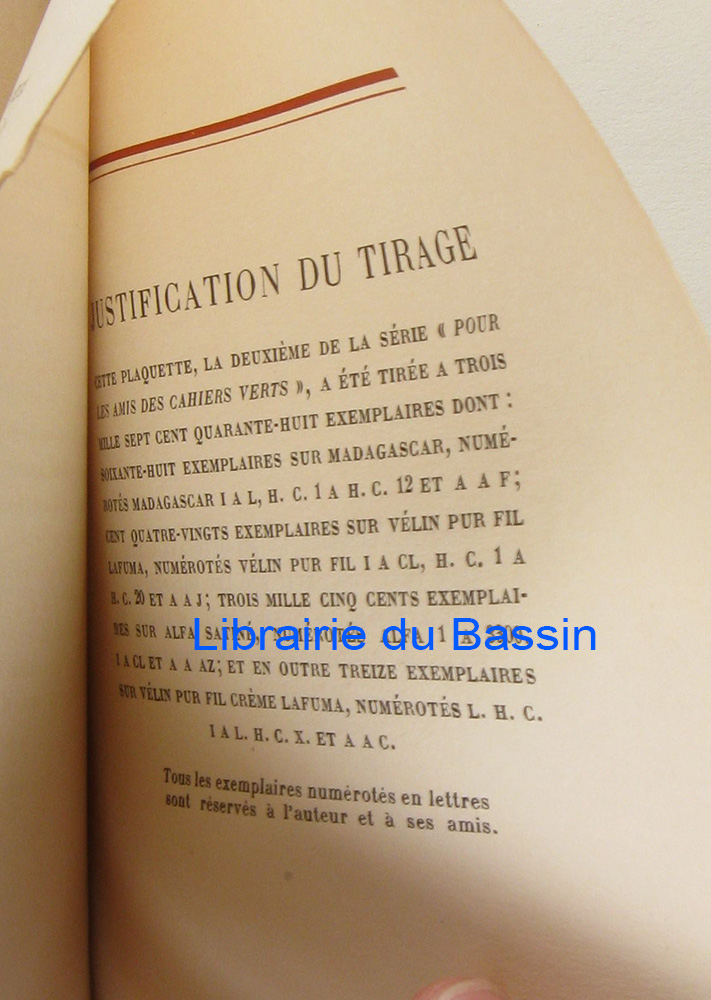 JUSTIFICATION DU TIRAGE
CETTE PLAQUETTE, LA DEUXIÈME DE LA SÉRIE « POUR
LES AMIS DES CAHIERS VERTS », A ÉTÉ TIRÉE A TROIS
MILLE SEPT CENT QUARANTE-HUIT EXEMPLAIRES DONT :
SOIXANTE-HUIT EXEMPLAIRES SUR MADAGASCAR, NUMÉ-
ROTÉS MADAGASCAR I A L, H. C. 1 A H. C. 12 ET A A F ;
CENT QUATRE-VINGTS EXEMPLAIRES SUR VÉLIN PUR FIL
LAFUMA, NUMÉROTÉS VÉLIN PUR FIL I A CL, H. C. 1 A
H. C. 20 ET A A J ; TROIS MILLE CINQ CENTS EXEMPLAI-
RES SUR ALFA SATINÉ, NUMÉROTÉS ALFA 1 A
Librairie du Bassin
I A CL ET A A AZ ; ET EN OUTRE TREIZE EXEMPLAIRES
SUR VÉLIN PUR FIL CRÈME LAFUMA, NUMÉROTÉS L. H. C.
I A L. H. C. X. ET A A C.
Tous les exemplaires numérotés en lettres
sont réservés à l'auteur et à ses amis.